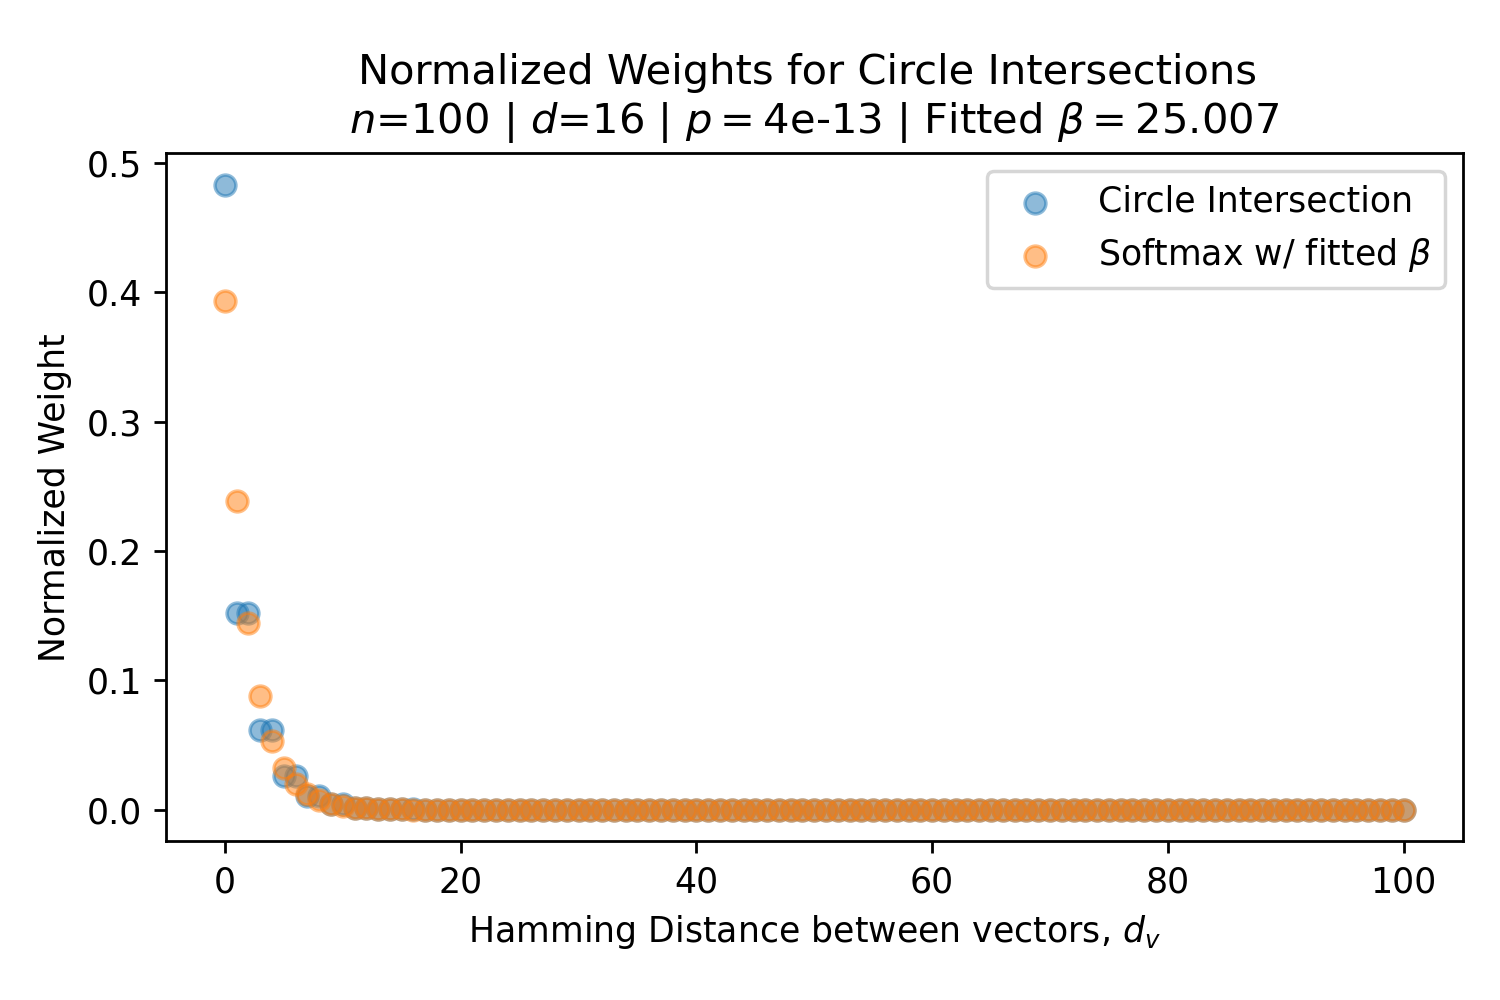 Normalized Weights for Circle Intersections
n=100 | d=16 | p = 4e-13 | Fitted β = 25.007
Circle Intersection
Softmax w/ fitted β
Normalized Weight
0.5
0.4
0.3
0.2
0.1
0.0
0 20 40 60 80 100
Hamming Distance between vectors, d_v